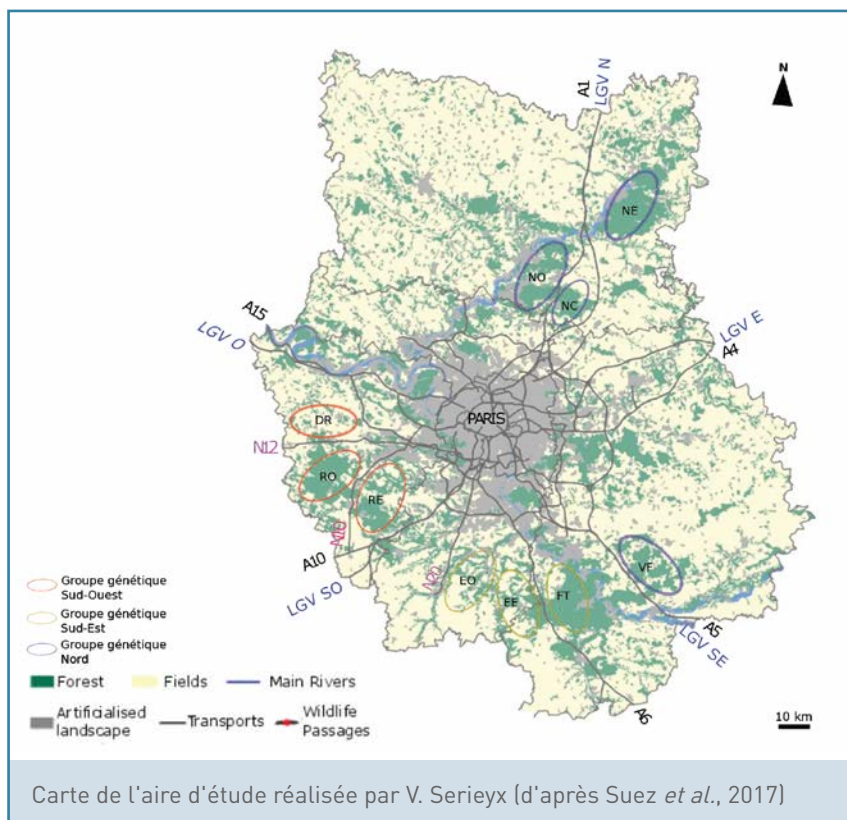 N
A1
LGV N
NE
NO
NC
A15
LGV O
LGV E
A4
DR
PARIS
N12
RO
RE
N10
A10
LGV SO
N20
EO
EE
FT
VF
A5
LGV SE
A6
Groupe génétique
Sud-Ouest
Groupe génétique
Sud-Est
Groupe génétique
Nord
Forest
Fields
Main Rivers
Artificialised
landscape
Transports
Wildlife
Passages
10 km
Carte de l'aire d'étude réalisée par V. Serieyx (d'après Suez et al., 2017)